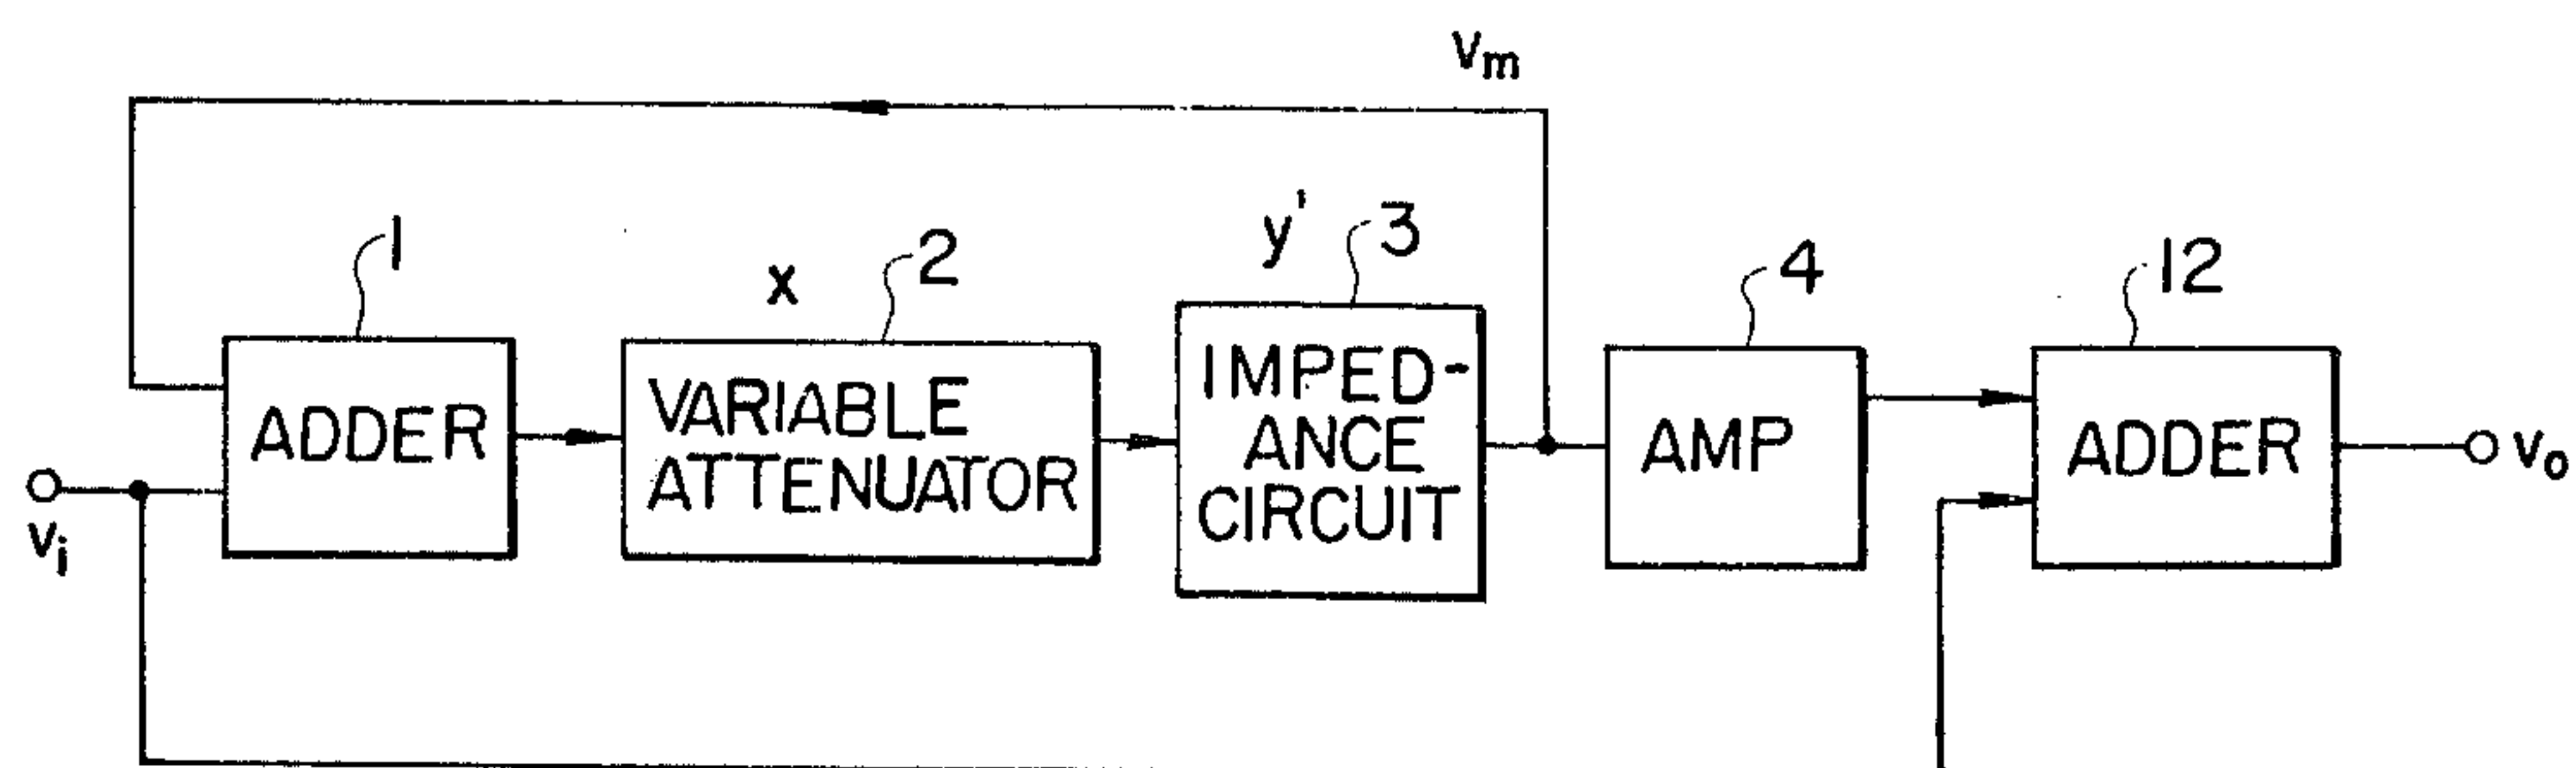 Vm
1
x 2
y' 3
4
12
ADDER
VARIABLE
ATTENUATOR
IMPED-
ANCE
CIRCUIT
AMP
ADDER
vi
vo